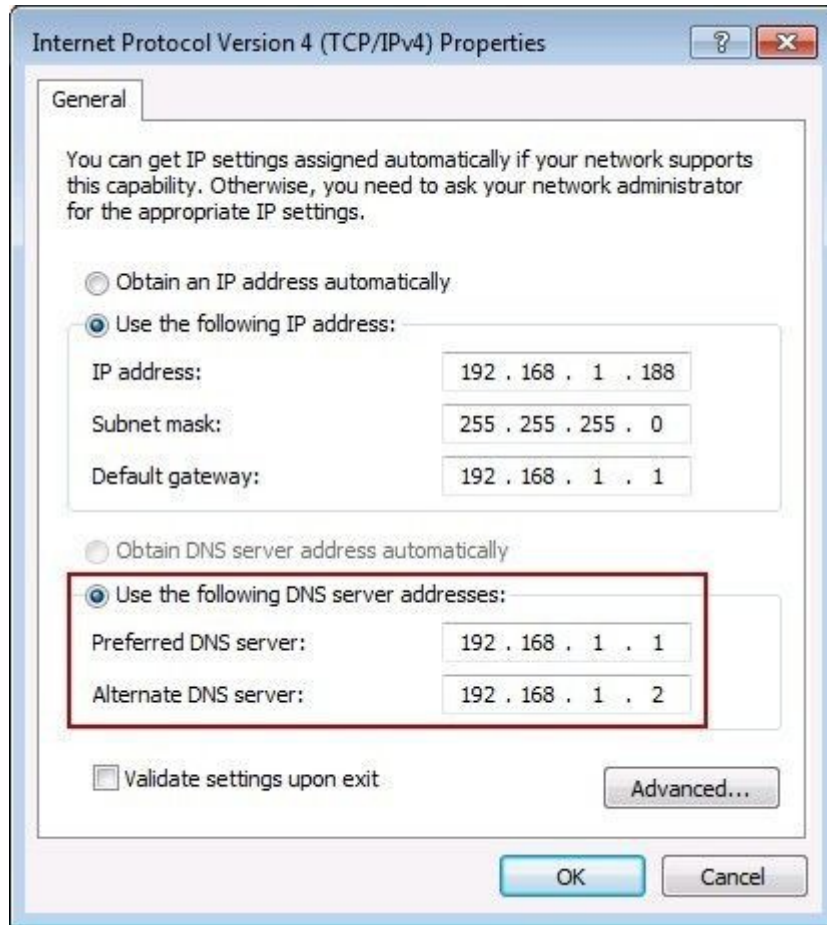 Internet Protocol Version 4 (TCP/IPv4) Properties
General
You can get IP settings assigned automatically if your network supports
this capability. Otherwise, you need to ask your network administrator
for the appropriate IP settings.
Obtain an IP address automatically
Use the following IP address:
IP address: 192 . 168 . 1 . 188
Subnet mask: 255 . 255 . 255 . 0
Default gateway: 192 . 168 . 1 . 1
Obtain DNS server address automatically
Use the following DNS server addresses:
Preferred DNS server: 192 . 168 . 1 . 1
Alternate DNS server: 192 . 168 . 1 . 2
Validate settings upon exit
Advanced...
OK Cancel